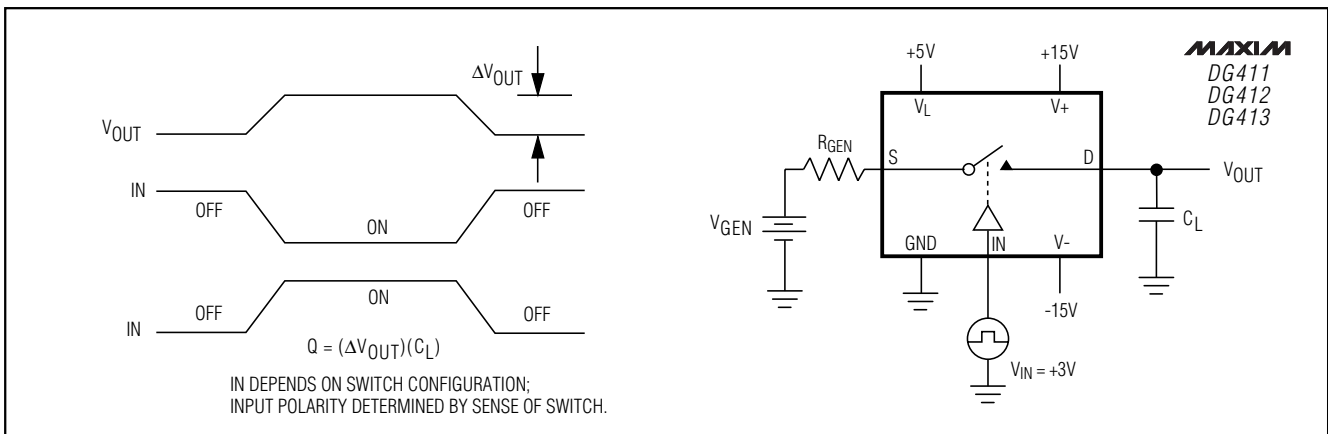 ΔVOUT
VOUT
IN
OFF
ON
OFF
IN
OFF
ON
OFF
Q = (ΔVOUT)(CL)
IN DEPENDS ON SWITCH CONFIGURATION;
INPUT POLARITY DETERMINED BY SENSE OF SWITCH.
+5V
+15V
MAXIM
DG411
DG412
DG413
VL
V+
RGEN
S
D
VOUT
VGEN
CL
GND
IN
V-
-15V
VIN = +3V